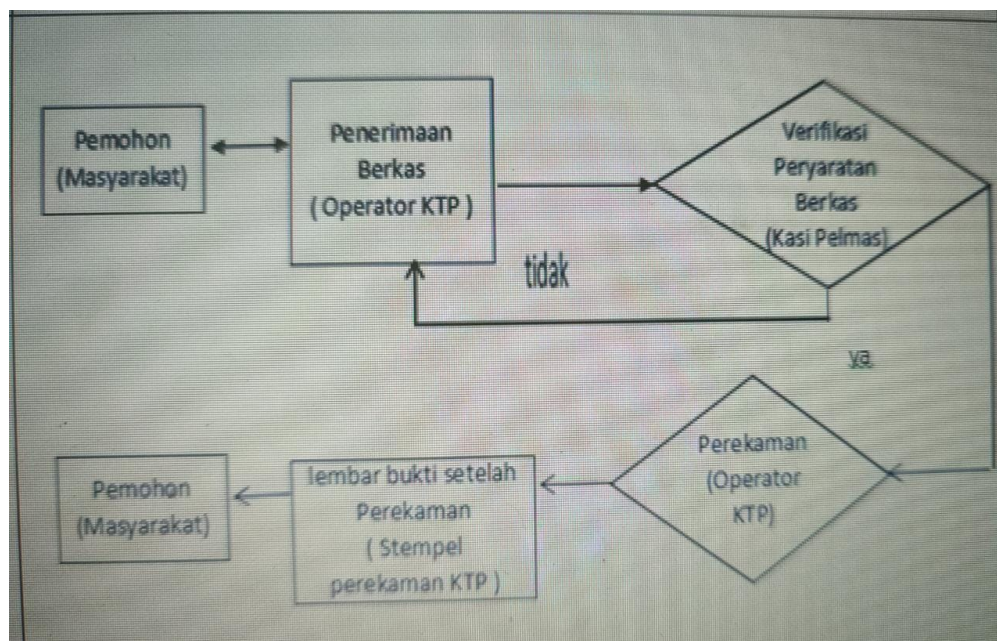 Pemohon
(Masyarakat)
Penerimaan
Berkas
( Operator KTP )
Verifikasi
Peryaratan
Berkas
(Kasi Pelmas)
tidak
ya
Perekaman
(Operator
KTP)
lembar bukti setelah
Perekaman
( Stempel
perekaman KTP )
Pemohon
(Masyarakat)